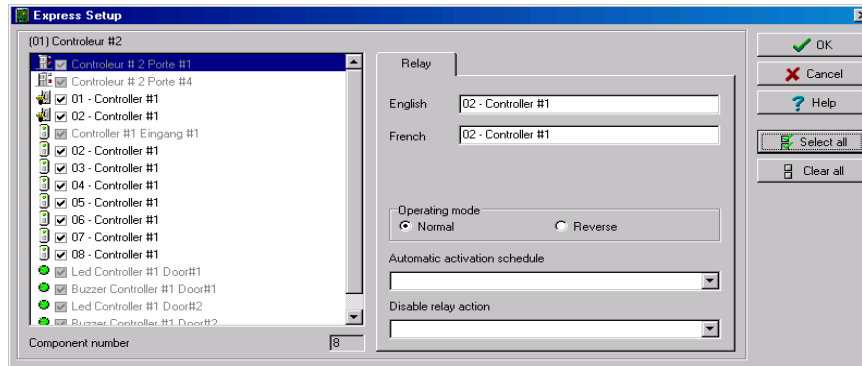 Express Setup
(01) Controleur #2
Controleur # 2 Porte #1
Controleur # 2 Porte #4
01 - Controller #1
02 - Controller #1
Controller #1 Eingang #1
02 - Controller #1
03 - Controller #1
04 - Controller #1
05 - Controller #1
06 - Controller #1
07 - Controller #1
08 - Controller #1
Led Controller #1 Door#1
Buzzer Controller #1 Door#1
Led Controller #1 Door#2
Buzzer Controller #1 Door#2
Component number 8
Relay
English 02 - Controller #1
French 02 - Controller #1
Operating mode
Normal Reverse
Automatic activation schedule
Disable relay action
OK
Cancel
Help
Select all
Clear all